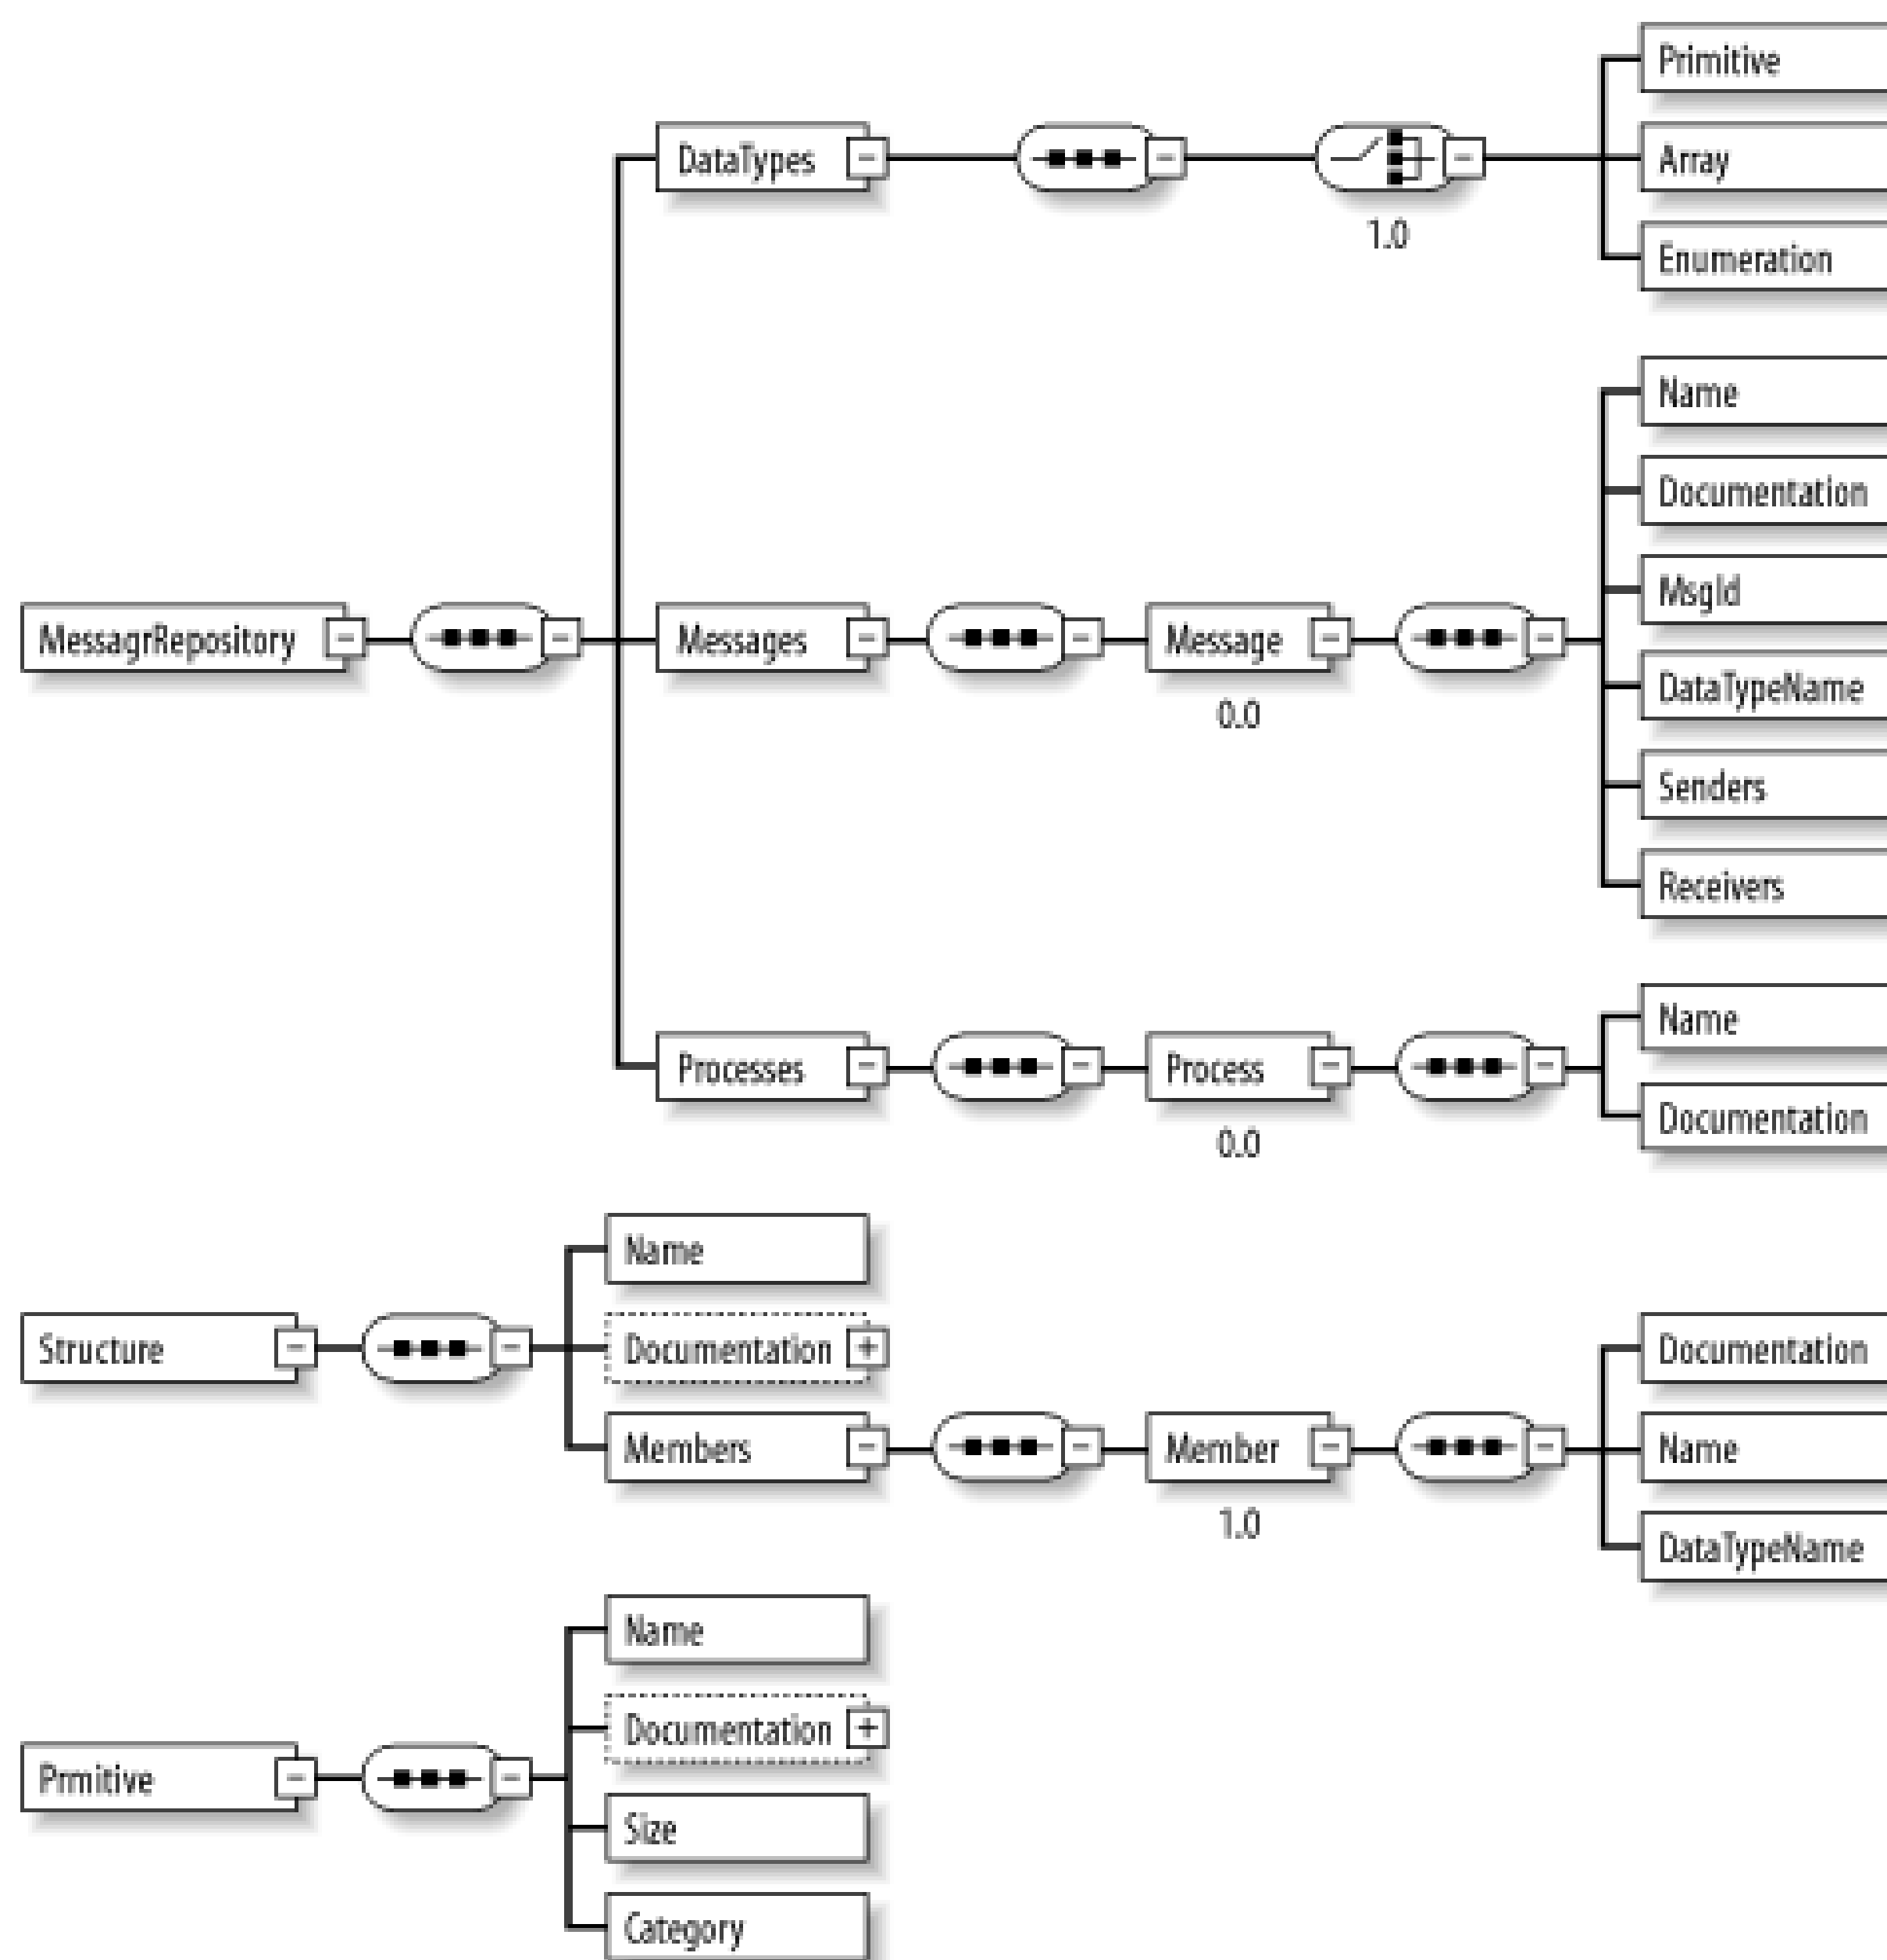 Primitive
DataTypes
Array
1.0
Enumeration
Name
Documentation
MsgId
MessagrRepository
Messages
Message
0.0
DataTypeName
Senders
Receivers
Name
Processes
Process
0.0
Documentation
Name
Structure
Documentation
Documentation
Members
Member
1.0
Name
DataTypeName
Name
Documentation
Prmitive
Size
Category